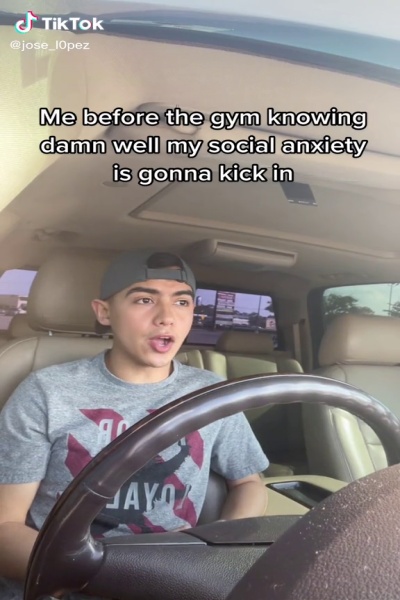 TikTok
@jose_l0pez
Me before the gym knowing
damn well my social anxiety
is gonna kick in